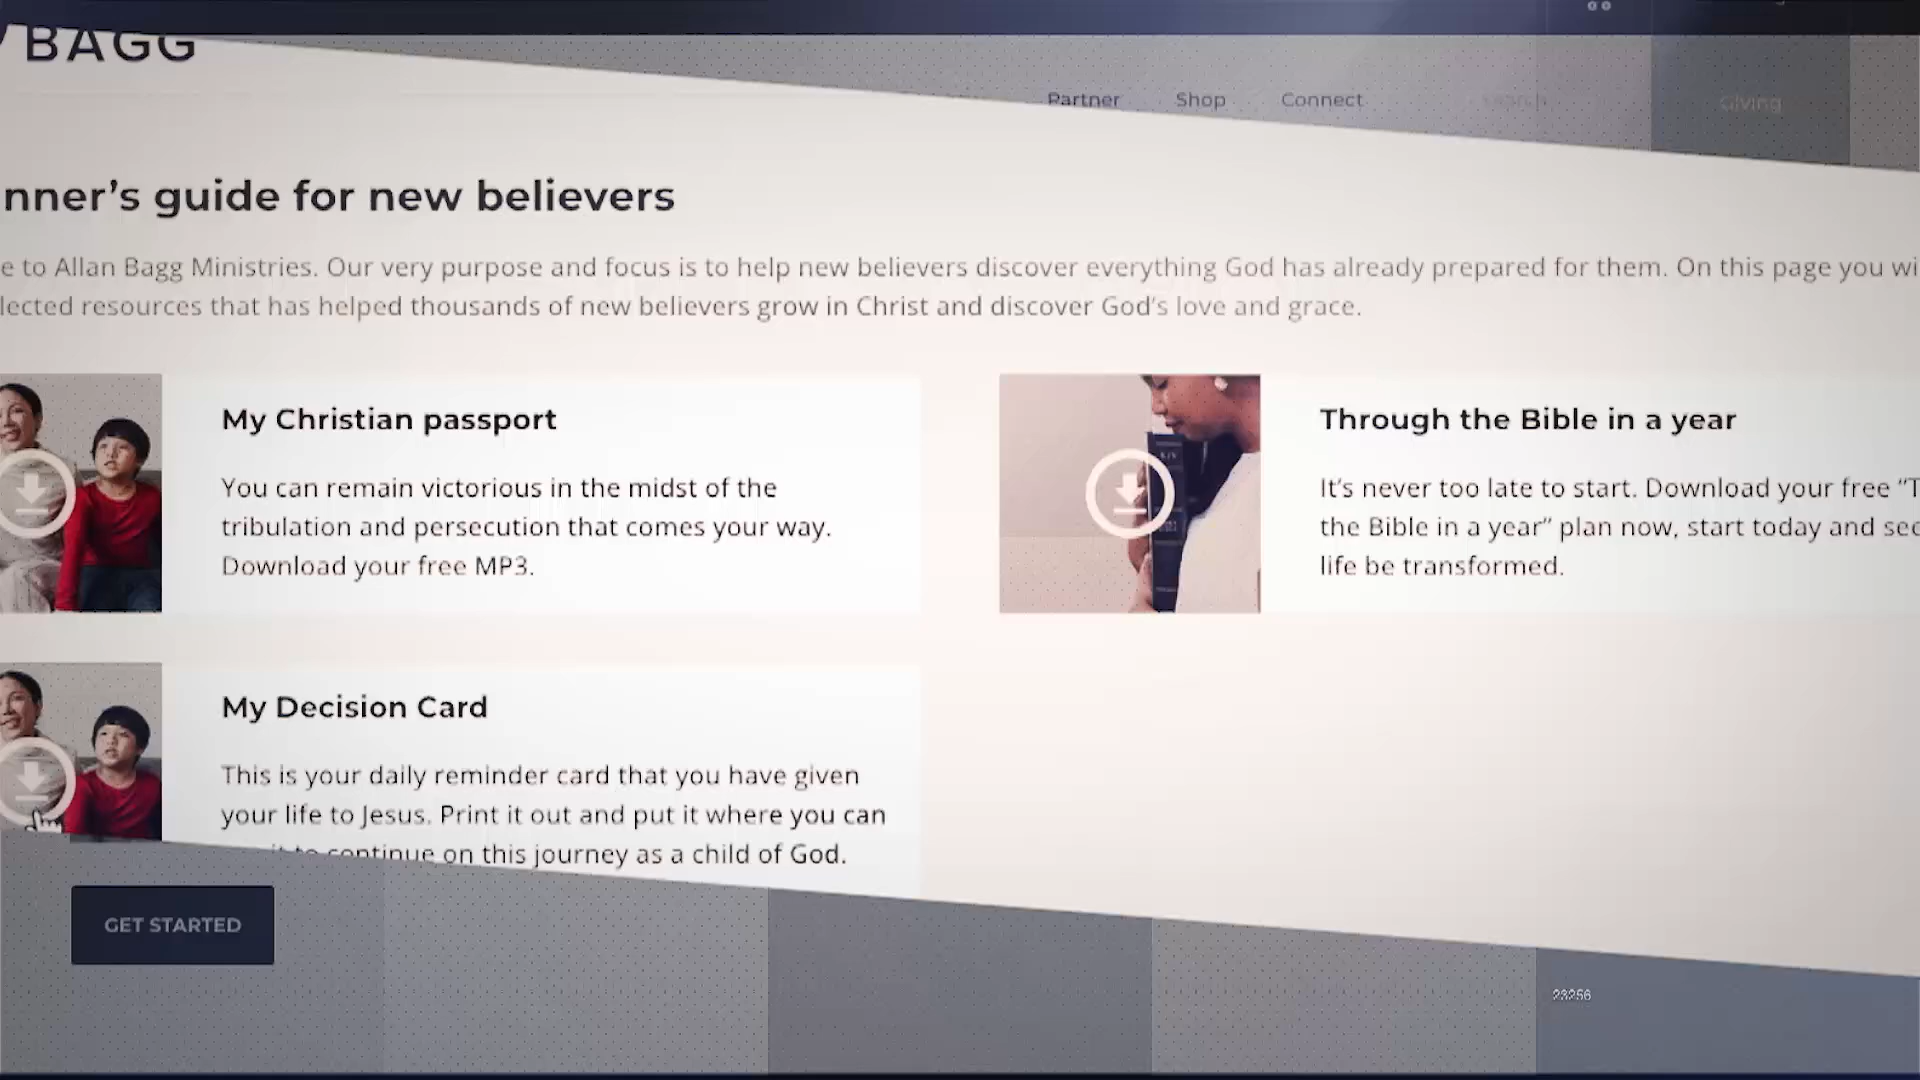 BAGG
Partner Shop Connect Search Giving
nner’s guide for new believers
e to Allan Bagg Ministries. Our very purpose and focus is to help new believers discover everything God has already prepared for them. On this page you wi
lected resources that has helped thousands of new believers grow in Christ and discover God’s love and grace.
My Christian passport
You can remain victorious in the midst of the
tribulation and persecution that comes your way.
Download your free MP3.
Through the Bible in a year
It’s never too late to start. Download your free “T
the Bible in a year” plan now, start today and sec
life be transformed.
KJV
My Decision Card
This is your daily reminder card that you have given
your life to Jesus. Print it out and put it where you can
it to continue on this journey as a child of God.
GET STARTED
23256